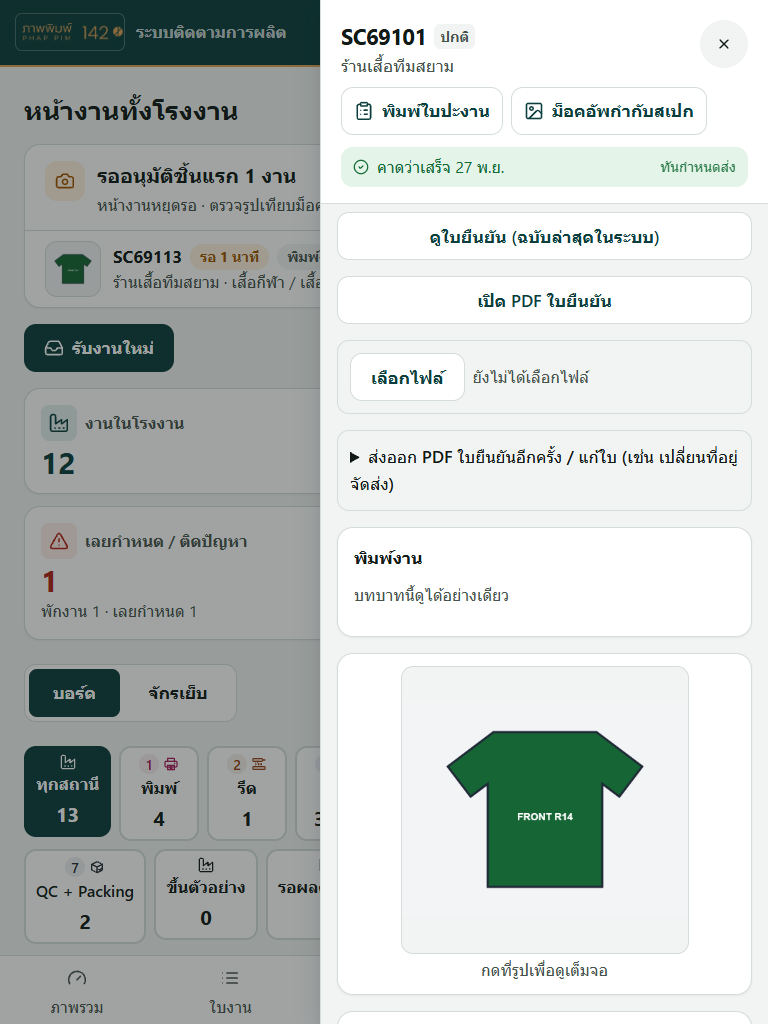 ภาพพิมพ์
PHAP PIM
142
ระบบติดตามการผลิต
หน้างานทั้งโรงงาน
รออนุมัติชิ้นแรก 1 งาน
หน้างานหยุดรอ · ตรวจรูปเทียบม็อค
SC69113
รอ 1 นาที
พิมพ์
ร้านเสื้อทีมสยาม · เสื้อกีฬา / เสื้อ
รับงานใหม่
งานในโรงงาน
12
เลยกำหนด / ติดปัญหา
1
พักงาน 1 · เลยกำหนด 1
บอร์ด
จักรเย็บ
ทุกสถานี
13
1
พิมพ์
4
2
รีด
1
3
7
QC + Packing
2
ขึ้นตัวอย่าง
0
รอผล
ภาพรวม
ใบงาน
SC69101 ปกติ
ร้านเสื้อทีมสยาม
พิมพ์ใบปะงาน
ม็อคอัพกำกับสเปก
คาดว่าเสร็จ 27 พ.ย.
ทันกำหนดส่ง
ดูใบยืนยัน (ฉบับล่าสุดในระบบ)
เปิด PDF ใบยืนยัน
เลือกไฟล์
ยังไม่ได้เลือกไฟล์
ส่งออก PDF ใบยืนยันอีกครั้ง / แก้ใบ (เช่น เปลี่ยนที่อยู่
จัดส่ง)
พิมพ์งาน
บทบาทนี้ดูได้อย่างเดียว
FRONT R14
กดที่รูปเพื่อดูเต็มจอ